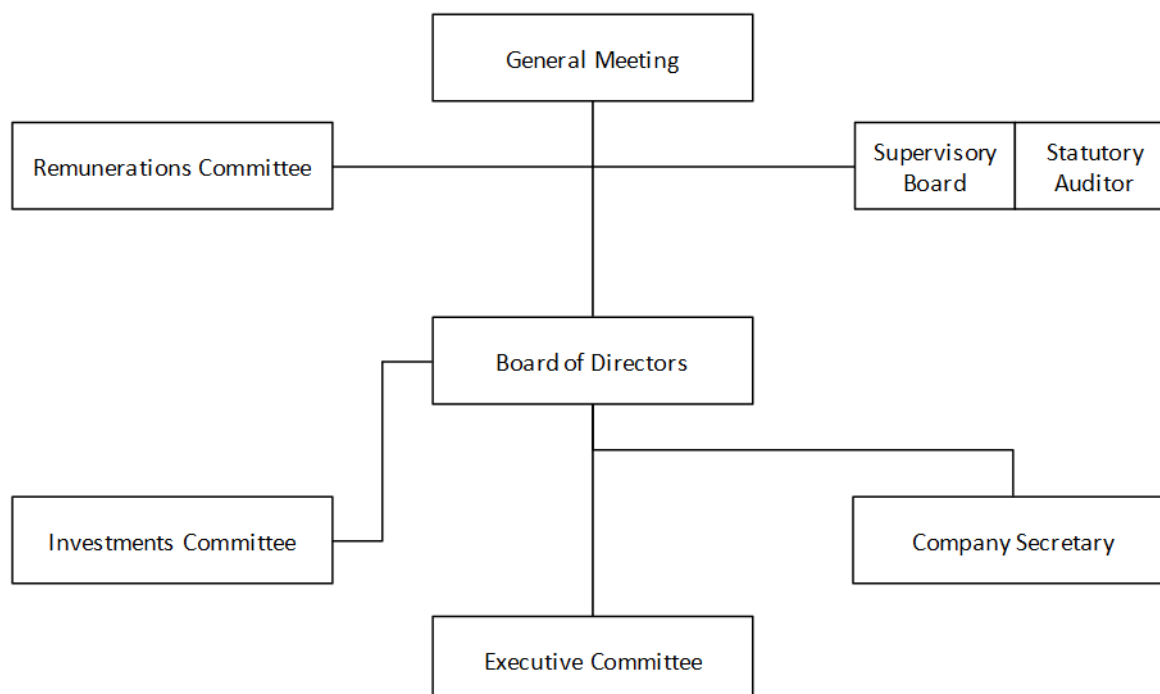 General Meeting
Remunerations Committee
Supervisory
Board
Statutory
Auditor
Board of Directors
Investments Committee
Company Secretary
Executive Committee